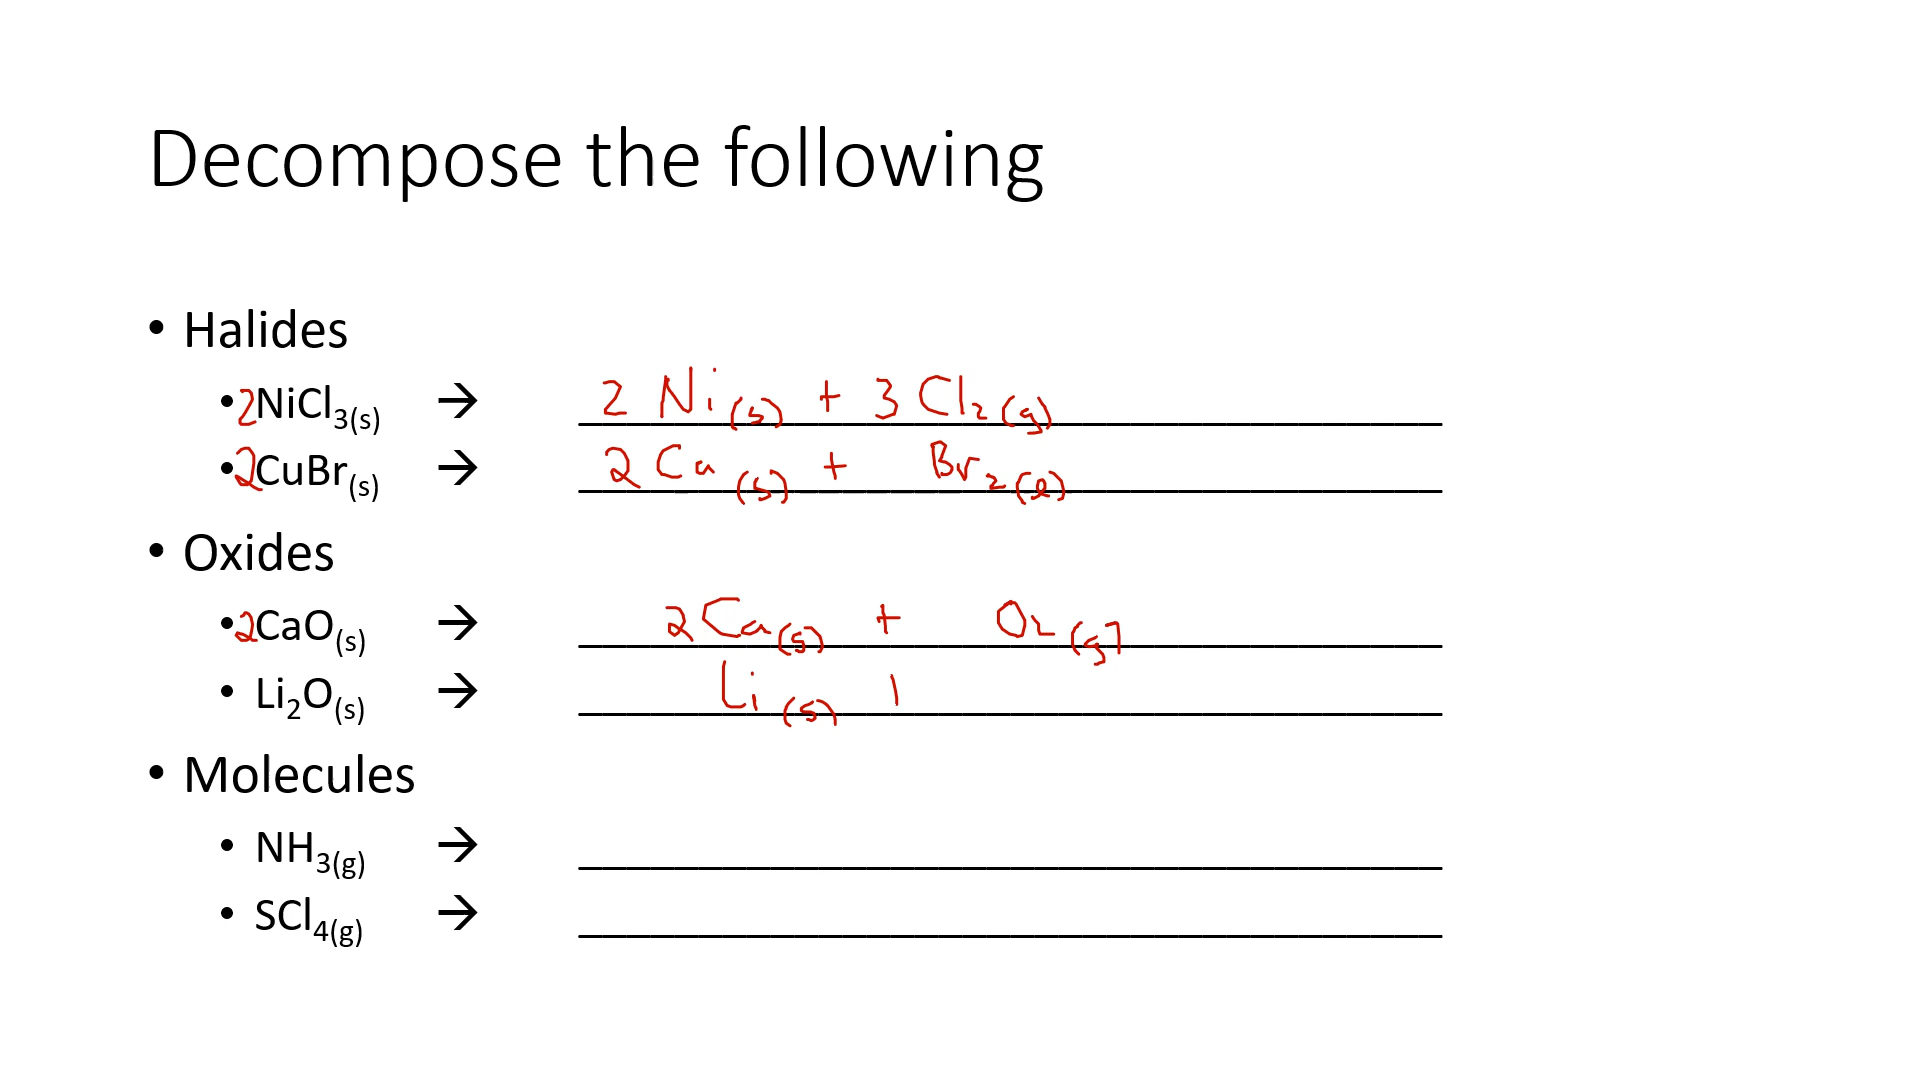 Decompose the following
• Halides
• 2NiCl3(s) → 2 Ni(s) + 3 Cl2(g)
• 2CuBr(s) → 2 Ca(s) + Br2(l)
• Oxides
• 2CaO(s) → 2Ca(s) + O2(g)
• Li2O(s) → Li(s)
• Molecules
• NH3(g) →
• SCl4(g) →